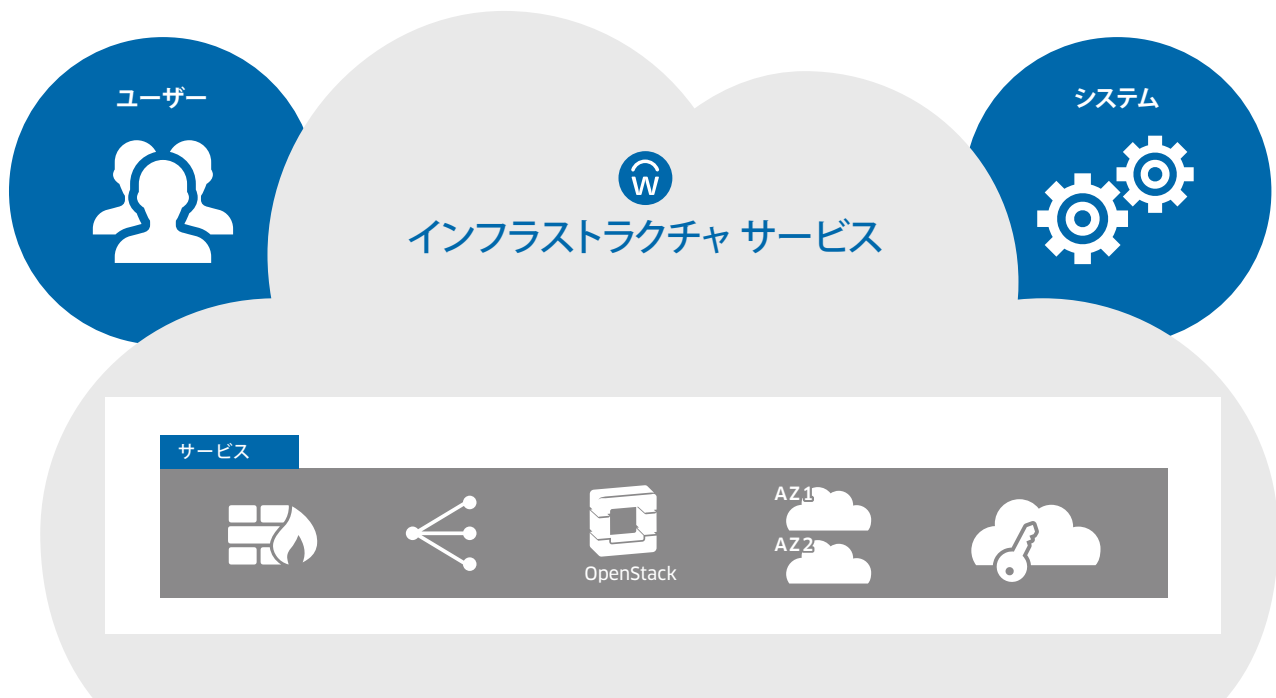 ユーザー
システム
w
インフラストラクチャ サービス
サービス
AZ1
AZ2
OpenStack